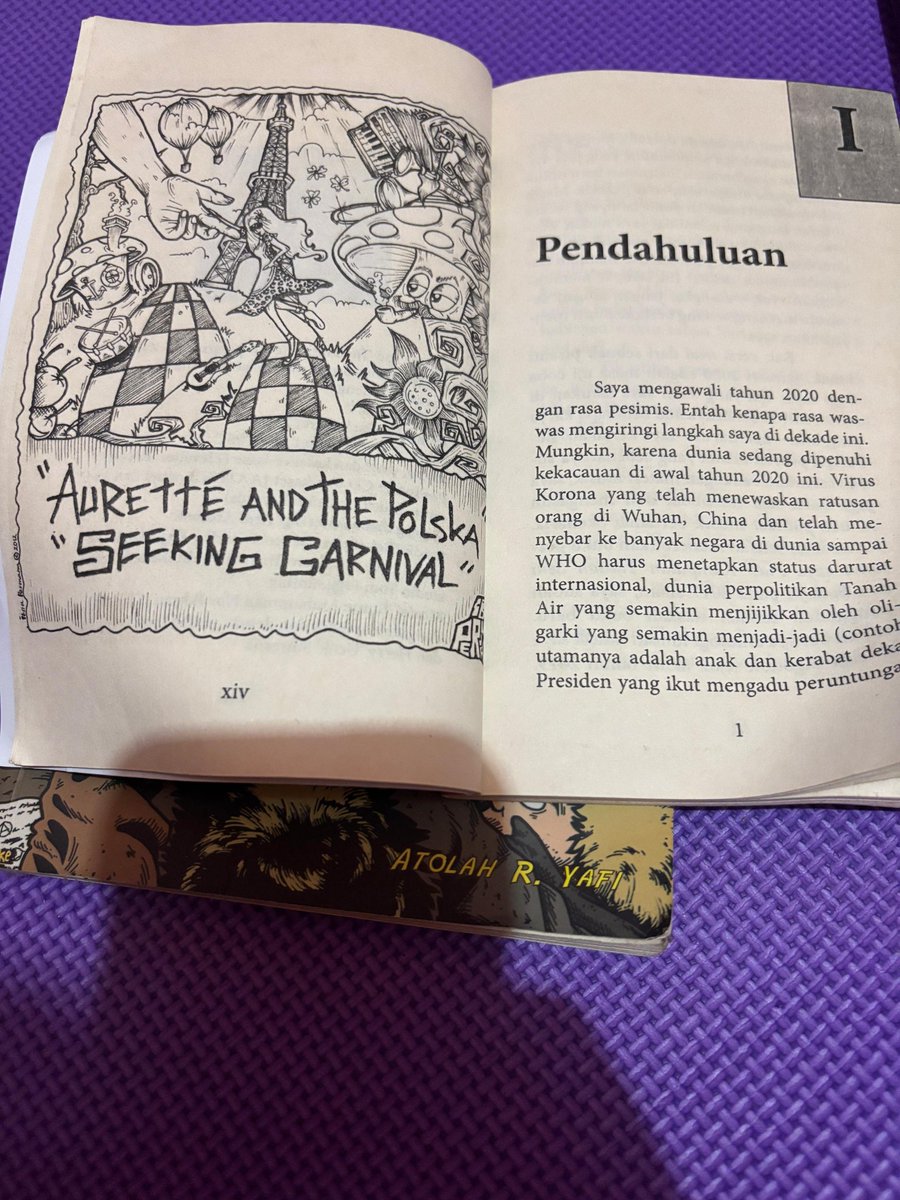 "AURETTÉ AND THE POLSKA"
"SEEKING CARNIVAL"
©2012
xiv
I
Pendahuluan
Saya mengawali tahun 2020 den-
gan rasa pesimis. Entah kenapa rasa was-
was mengiringi langkah saya di dekade ini.
Mungkin, karena dunia sedang dipenuhi
kekacauan di awal tahun 2020 ini. Virus
Korona yang telah menewaskan ratusan
orang di Wuhan, China dan telah me-
nyebar ke banyak negara di dunia sampai
WHO harus menetapkan status darurat
internasional, dunia perpolitikan Tanah
Air yang semakin menjijikkan oleh oli-
garki yang semakin menjadi-jadi (contoh
utamanya adalah anak dan kerabat deka
Presiden yang ikut mengadu peruntunga
1
ATOLAH R. YAFI